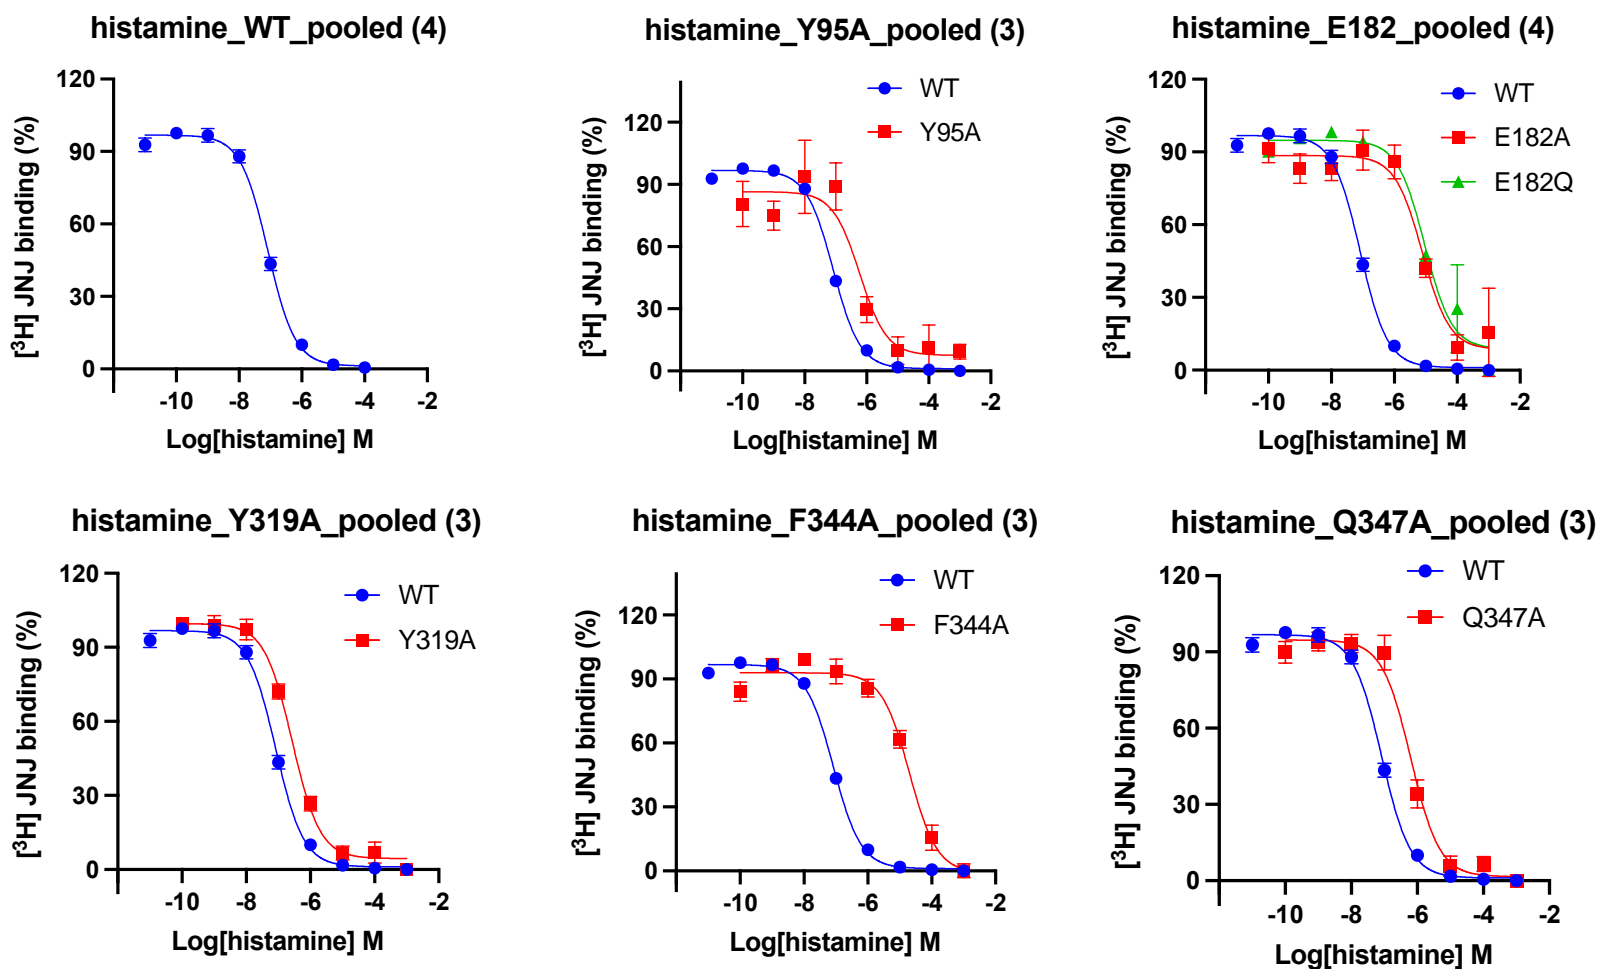 histamine_WT_pooled (4)
[³H] JNJ binding (%)
120
90
60
30
0
-10
-8
-6
-4
-2
Log[histamine] M
histamine_Y95A_pooled (3)
WT
Y95A
[³H] JNJ binding (%)
120
90
60
30
0
-10
-8
-6
-4
-2
Log[histamine] M
histamine_E182_pooled (4)
WT
E182A
E182Q
[³H] JNJ binding (%)
120
90
60
30
0
-10
-8
-6
-4
-2
Log[histamine] M
histamine_Y319A_pooled (3)
WT
Y319A
[³H] JNJ binding (%)
120
90
60
30
0
-10
-8
-6
-4
-2
Log[histamine] M
histamine_F344A_pooled (3)
WT
F344A
[³H] JNJ binding (%)
120
90
60
30
0
-10
-8
-6
-4
-2
Log[histamine] M
histamine_Q347A_pooled (3)
WT
Q347A
[³H] JNJ binding (%)
120
90
60
30
0
-10
-8
-6
-4
-2
Log[histamine] M